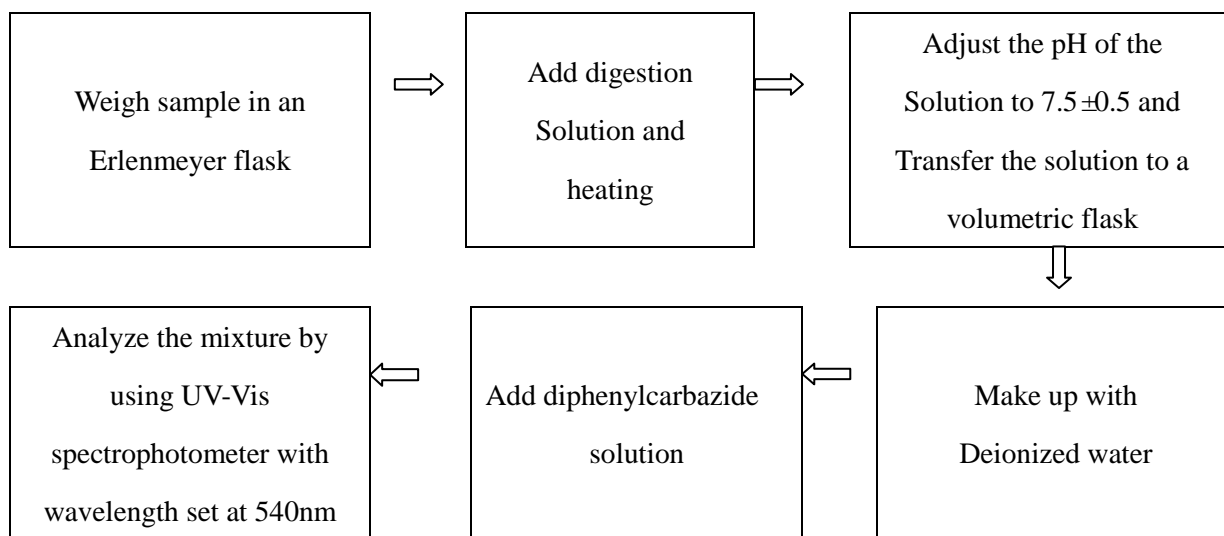 Weigh sample in an
Erlenmeyer flask
Add digestion
Solution and
heating
Adjust the pH of the
Solution to 7.5±0.5 and
Transfer the solution to a
volumetric flask
Make up with
Deionized water
Add diphenylcarbazide
solution
Analyze the mixture by
using UV-Vis
spectrophotometer with
wavelength set at 540nm